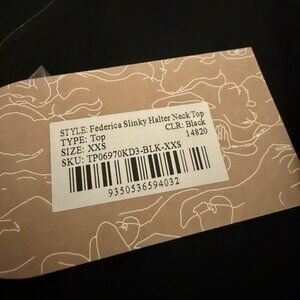 STYLE: Federica Slinky Halter Neck Top
TYPE: Top CLR: Black
SIZE: XXS 14820
SKU: TP06970KD3-BLK-XXS
9350536594032